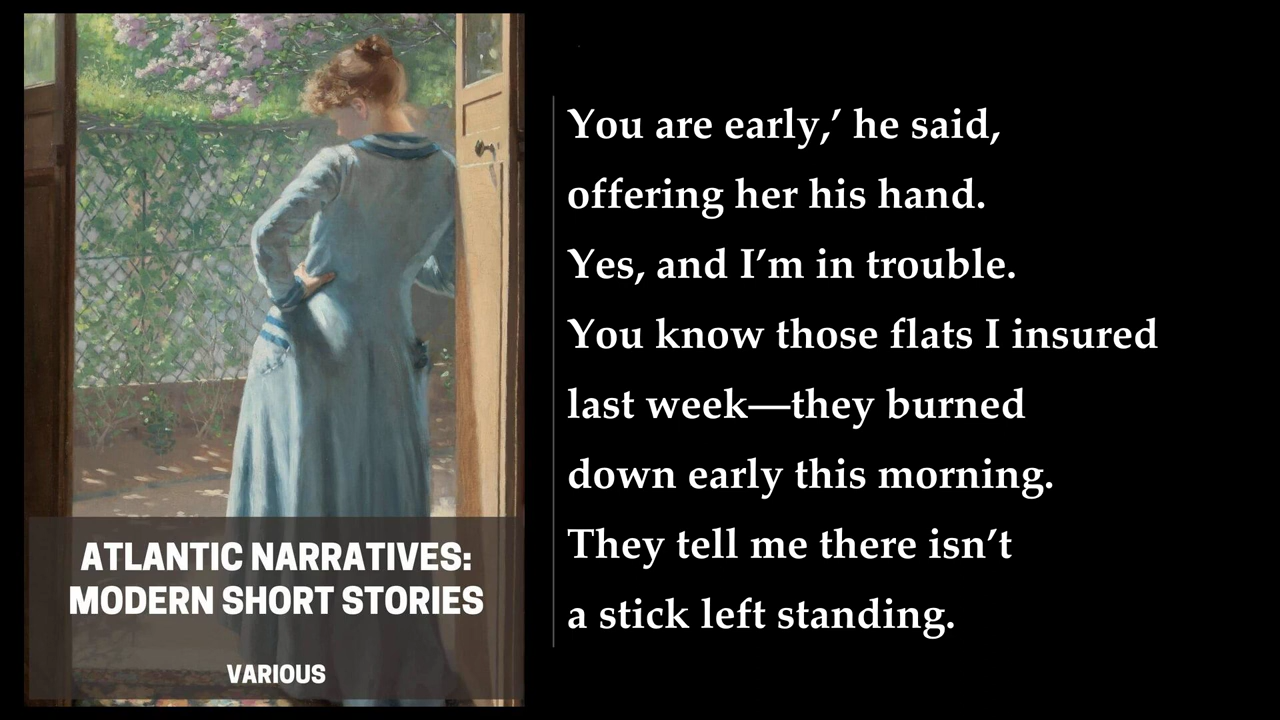 ATLANTIC NARRATIVES:
MODERN SHORT STORIES
VARIOUS
You are early,’ he said,
offering her his hand.
Yes, and I’m in trouble.
You know those flats I insured
last week—they burned
down early this morning.
They tell me there isn’t
a stick left standing.